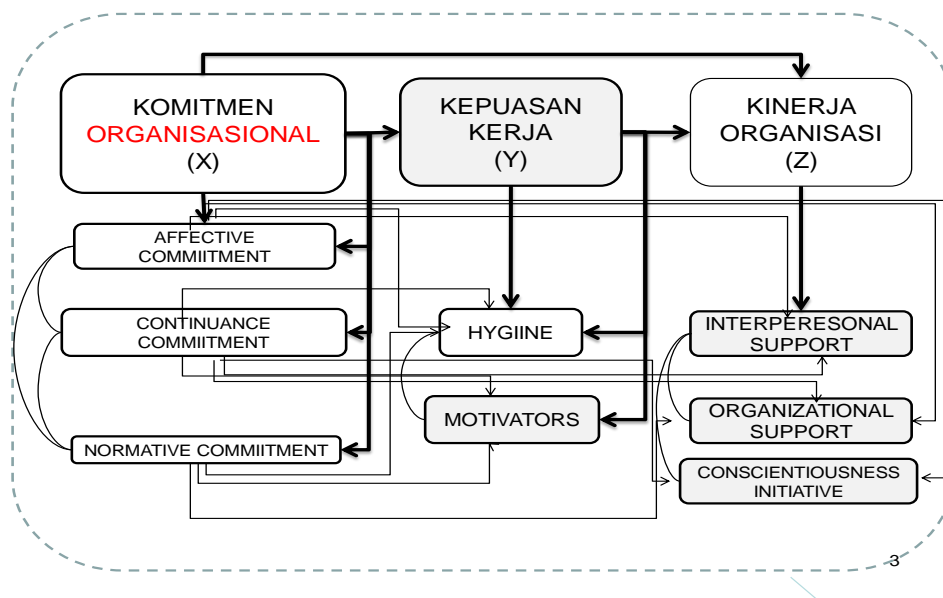 KOMITMEN
ORGANISASIONAL
(X)
KEPUASAN
KERJA
(Y)
KINERJA
ORGANISASI
(Z)
AFFECTIVE
COMMIITMENT
CONTINUANCE
COMMIITMENT
NORMATIVE COMMIITMENT
HYGIINE
MOTIVATORS
INTERPERESONAL
SUPPORT
ORGANIZATIONAL
SUPPORT
CONSCIENTIOUSNESS
INITIATIVE
3